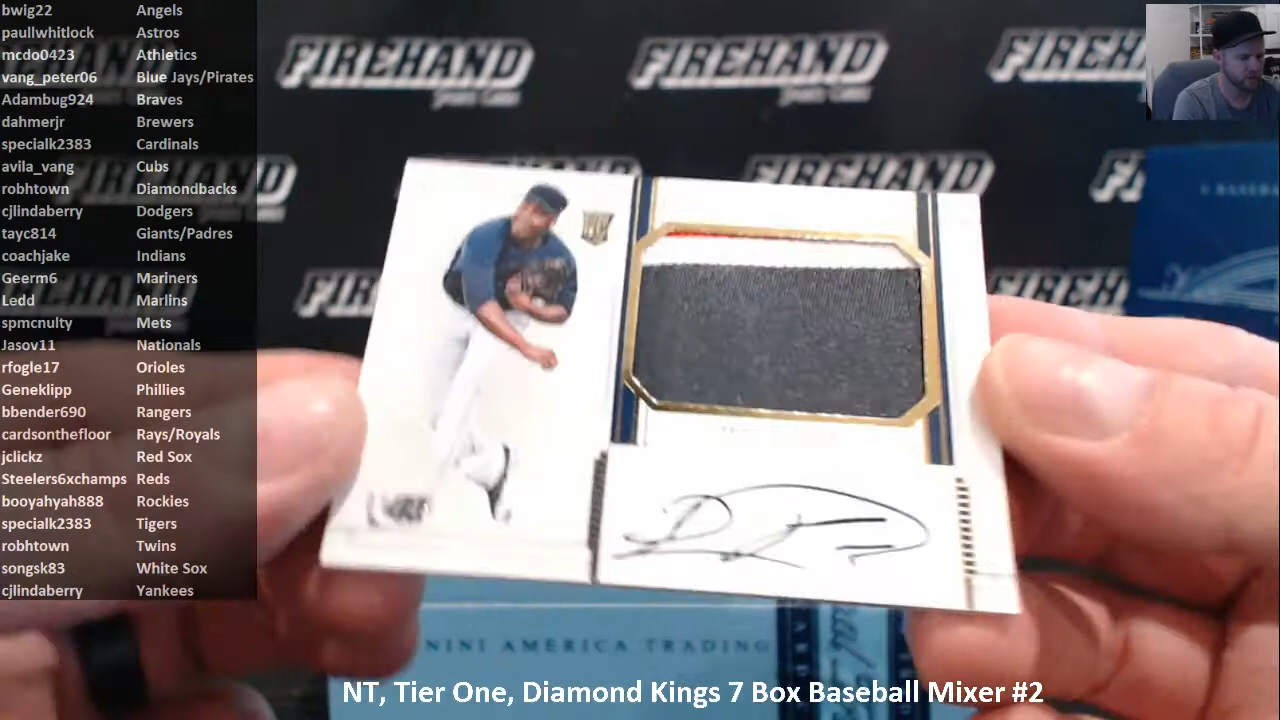 bwig22 Angels
paullwhitlock Astros
mcdo0423 Athletics
vang_peter06 Blue Jays/Pirates
Adambug924 Braves
dahmerjr Brewers
specialk2383 Cardinals
avila_vang Cubs
robhtown Diamondbacks
cjlindaberry Dodgers
tayc814 Giants/Padres
coachjake Indians
Geerm6 Mariners
Ledd Marlins
spmcnulty Mets
Jasov11 Nationals
rfogle17 Orioles
Geneklipp Phillies
bbender690 Rangers
cardsonthefloor Rays/Royals
jclickz Red Sox
Steelers6xchamps Reds
booyahyah888 Rockies
specialk2383 Tigers
robhtown Twins
songsk83 White Sox
cjlindaberry Yankees
FIREHAND
FIREHAND
FIREHAND
FIREHAND
FIREHAND
NINI AMERICA TRADING
NT, Tier One, Diamond Kings 7 Box Baseball Mixer #2